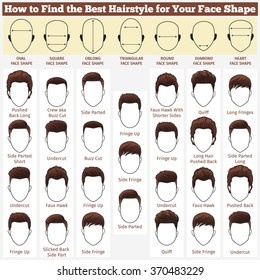 How to Find the Best Hairstyle for Your Face Shape
OVAL SQUARE OBLONG TRIANGULAR ROUND DIAMOND HEART
FACE SHAPE FACE SHAPE FACE SHAPE FACE SHAPE FACE SHAPE FACE SHAPE FACE SHAPE
Pushed Crew aka Side Parted Faux Hawk With Quiff Long Fringes
Back Long Buzz Cut Shorter Sides
Fringe Up
Side Parted Undercut Buzz Cut Fringe Up Long Hair Side Parted
Short Pushed Back
Side Fringe
Undercut Faux Hawk Side Parted Undercut Faux Hawk Pushed Back
Side Parted
Fringe Up Slicked Back Side Fringe Quiff Side Fringe Undercut
Side Part
shutterstock.com · 370483229